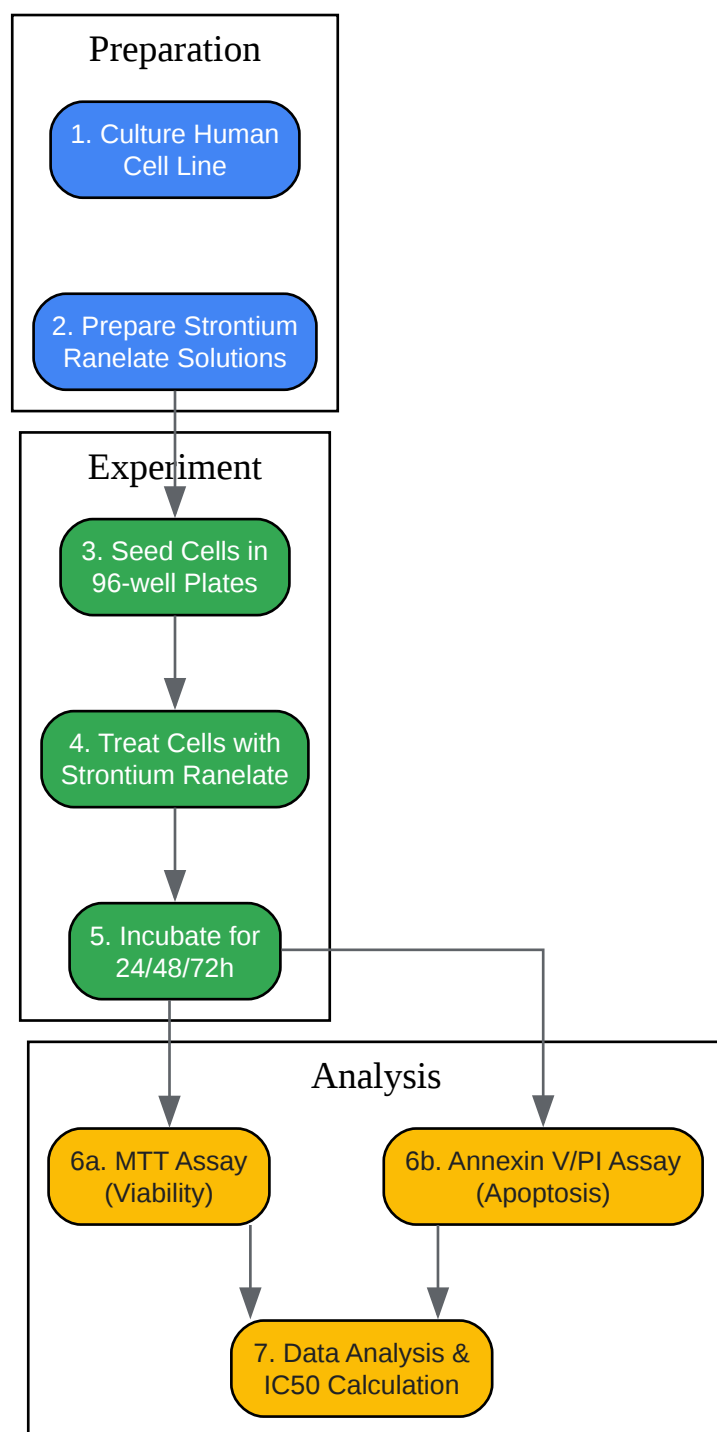 Preparation
1. Culture Human
Cell Line
2. Prepare Strontium
Ranelate Solutions
Experiment
3. Seed Cells in
96-well Plates
4. Treat Cells with
Strontium Ranelate
5. Incubate for
24/48/72h
Analysis
6a. MTT Assay
(Viability)
6b. Annexin V/PI Assay
(Apoptosis)
7. Data Analysis &
IC50 Calculation